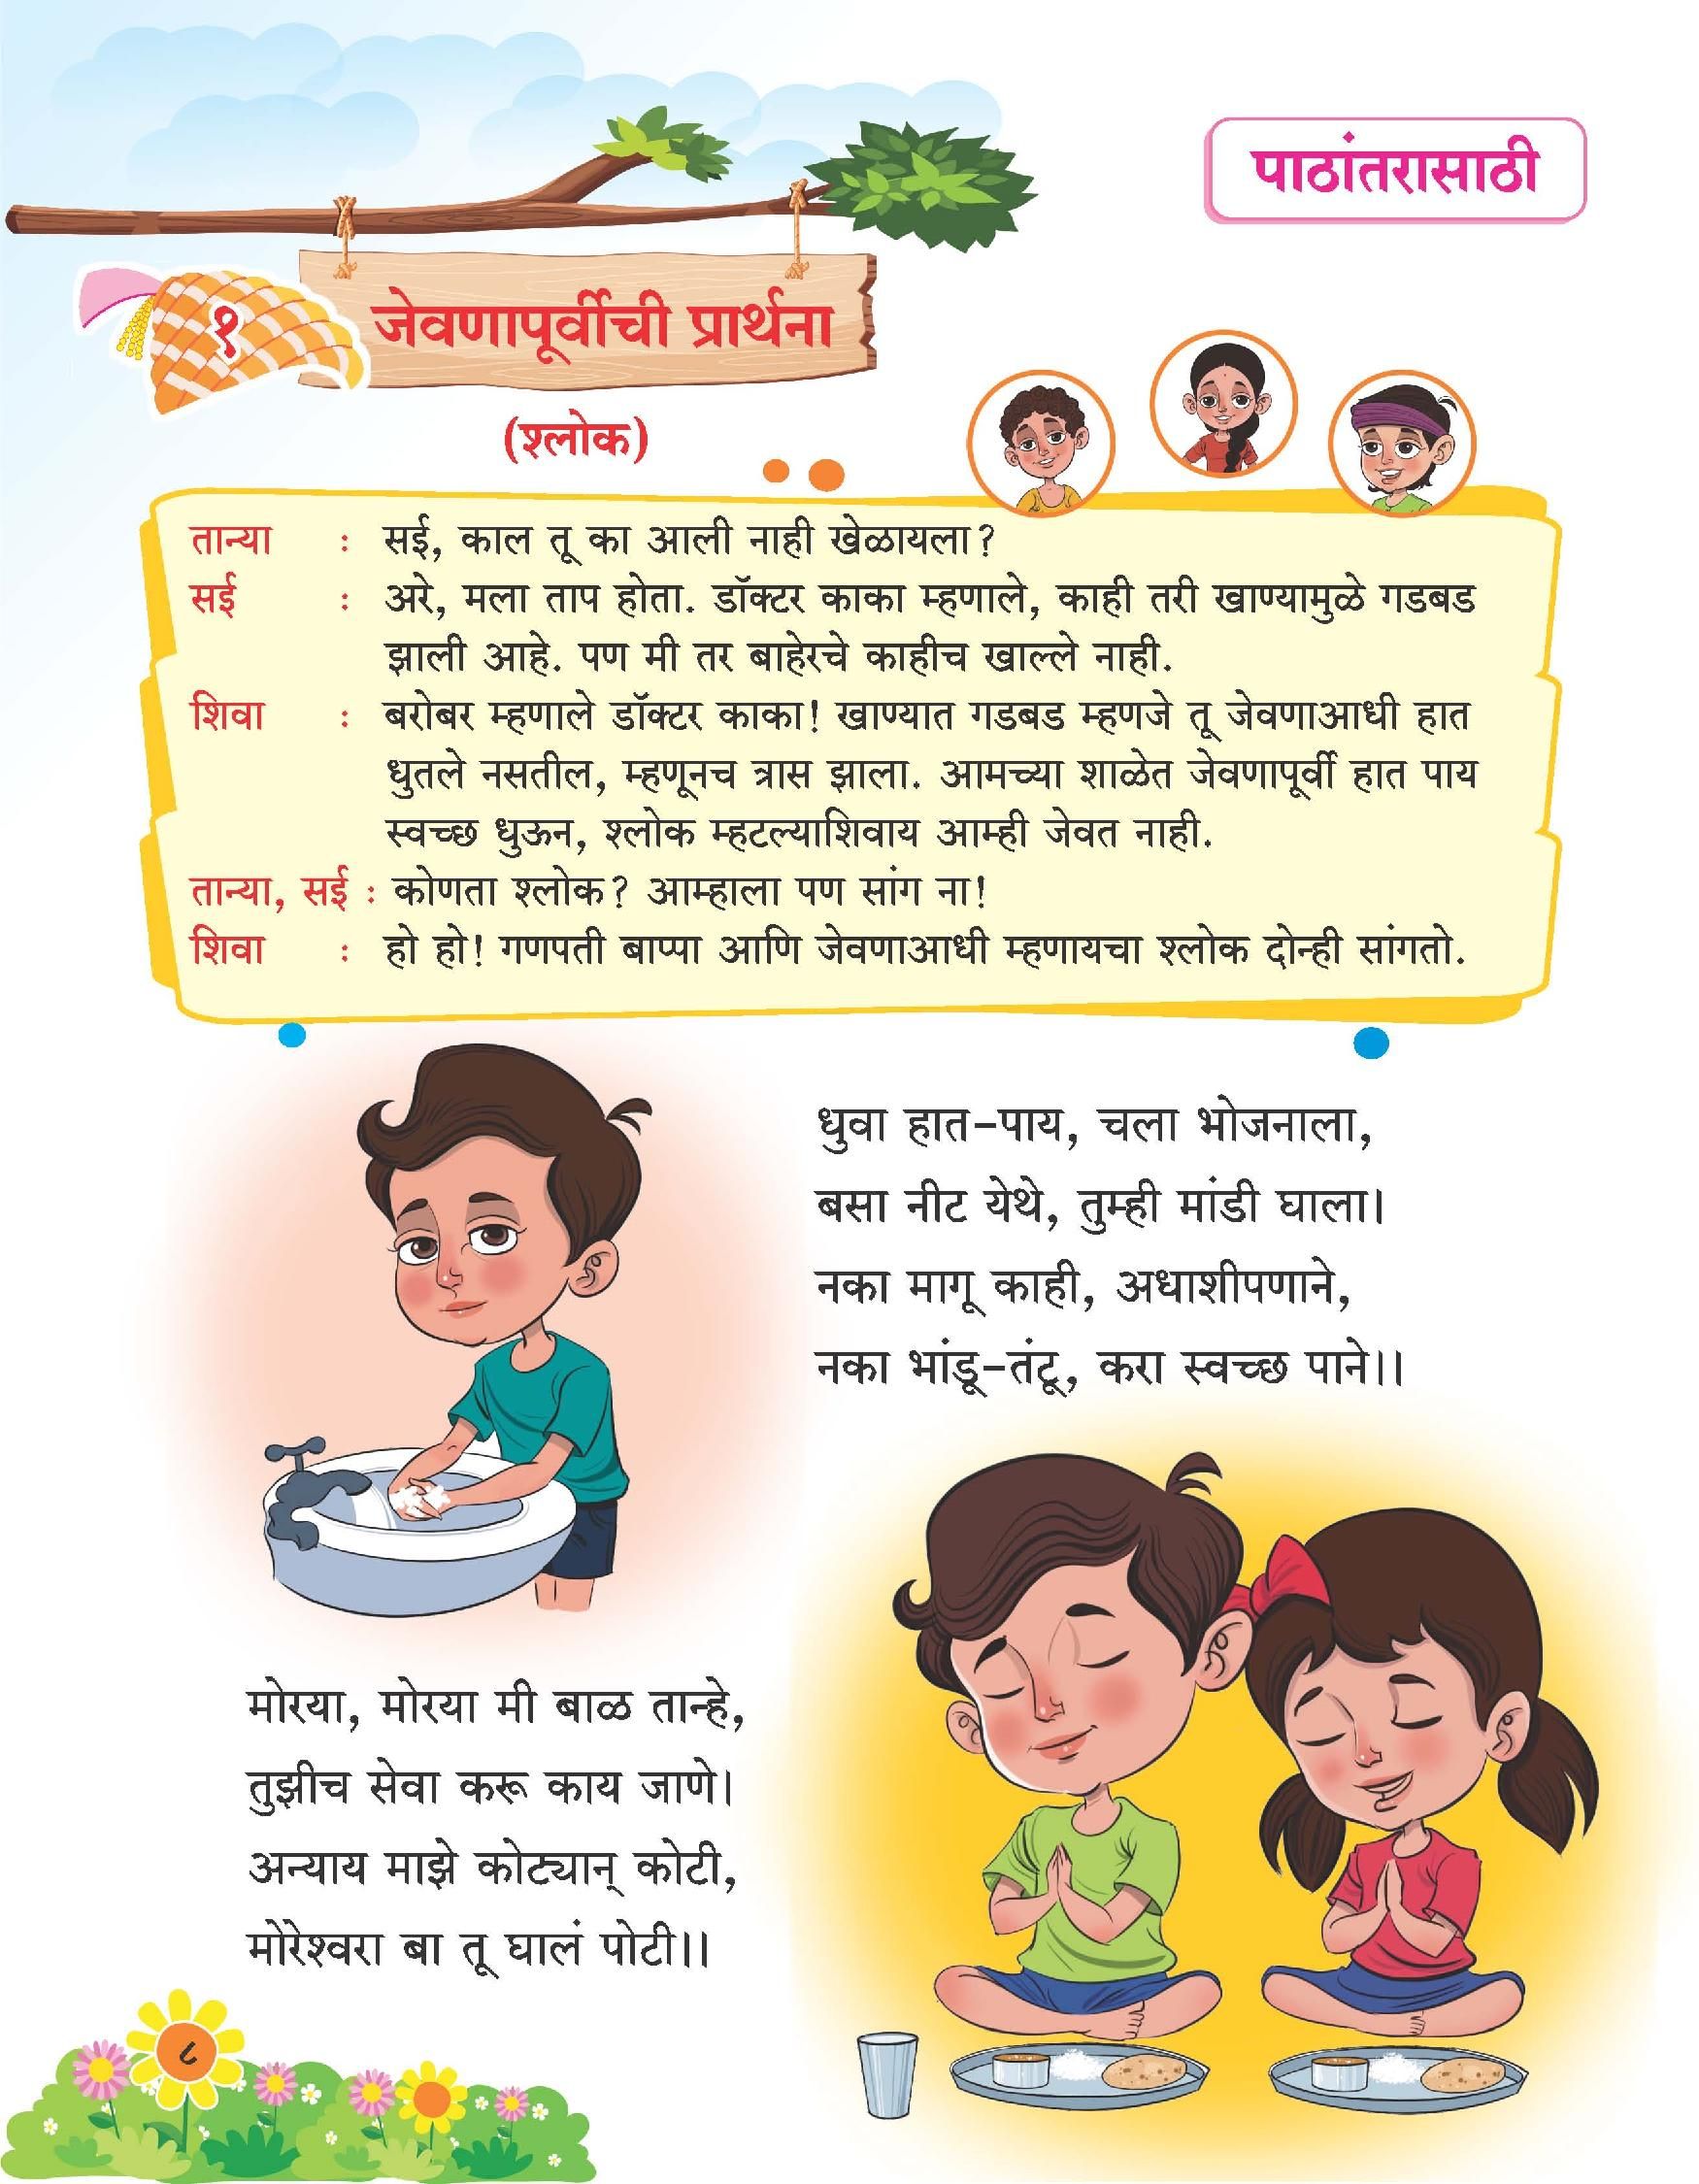 पाठांतरासाठी
१
जेवणापूर्वीची प्रार्थना
(श्लोक)
तान्या : सई, काल तू का आली नाही खेळायला?
सई : अरे, मला ताप होता. डॉक्टर काका म्हणाले, काही तरी खाण्यामुळे गडबड
झाली आहे. पण मी तर बाहेरचे काहीच खाल्ले नाही.
शिवा : बरोबर म्हणाले डॉक्टर काका! खाण्यात गडबड म्हणजे तू जेवणाआधी हात
धुतले नसतील, म्हणूनच त्रास झाला. आमच्या शाळेत जेवणापूर्वी हात पाय
स्वच्छ धुऊन, श्लोक म्हटल्याशिवाय आम्ही जेवत नाही.
तान्या, सई : कोणता श्लोक? आम्हाला पण सांग ना!
शिवा : हो हो! गणपती बाप्पा आणि जेवणाआधी म्हणायचा श्लोक दोन्ही सांगतो.
धुवा हात-पाय, चला भोजनाला,
बसा नीट येथे, तुम्ही मांडी घाला।
नका मागू काही, अधाशीपणाने,
नका भांडू-तंटू, करा स्वच्छ पाने।।
मोरया, मोरया मी बाळ तान्हे,
तुझीच सेवा करू काय जाणे।
अन्याय माझे कोट्यान् कोटी,
मोरेश्वरा बा तू घालं पोटी।।
८